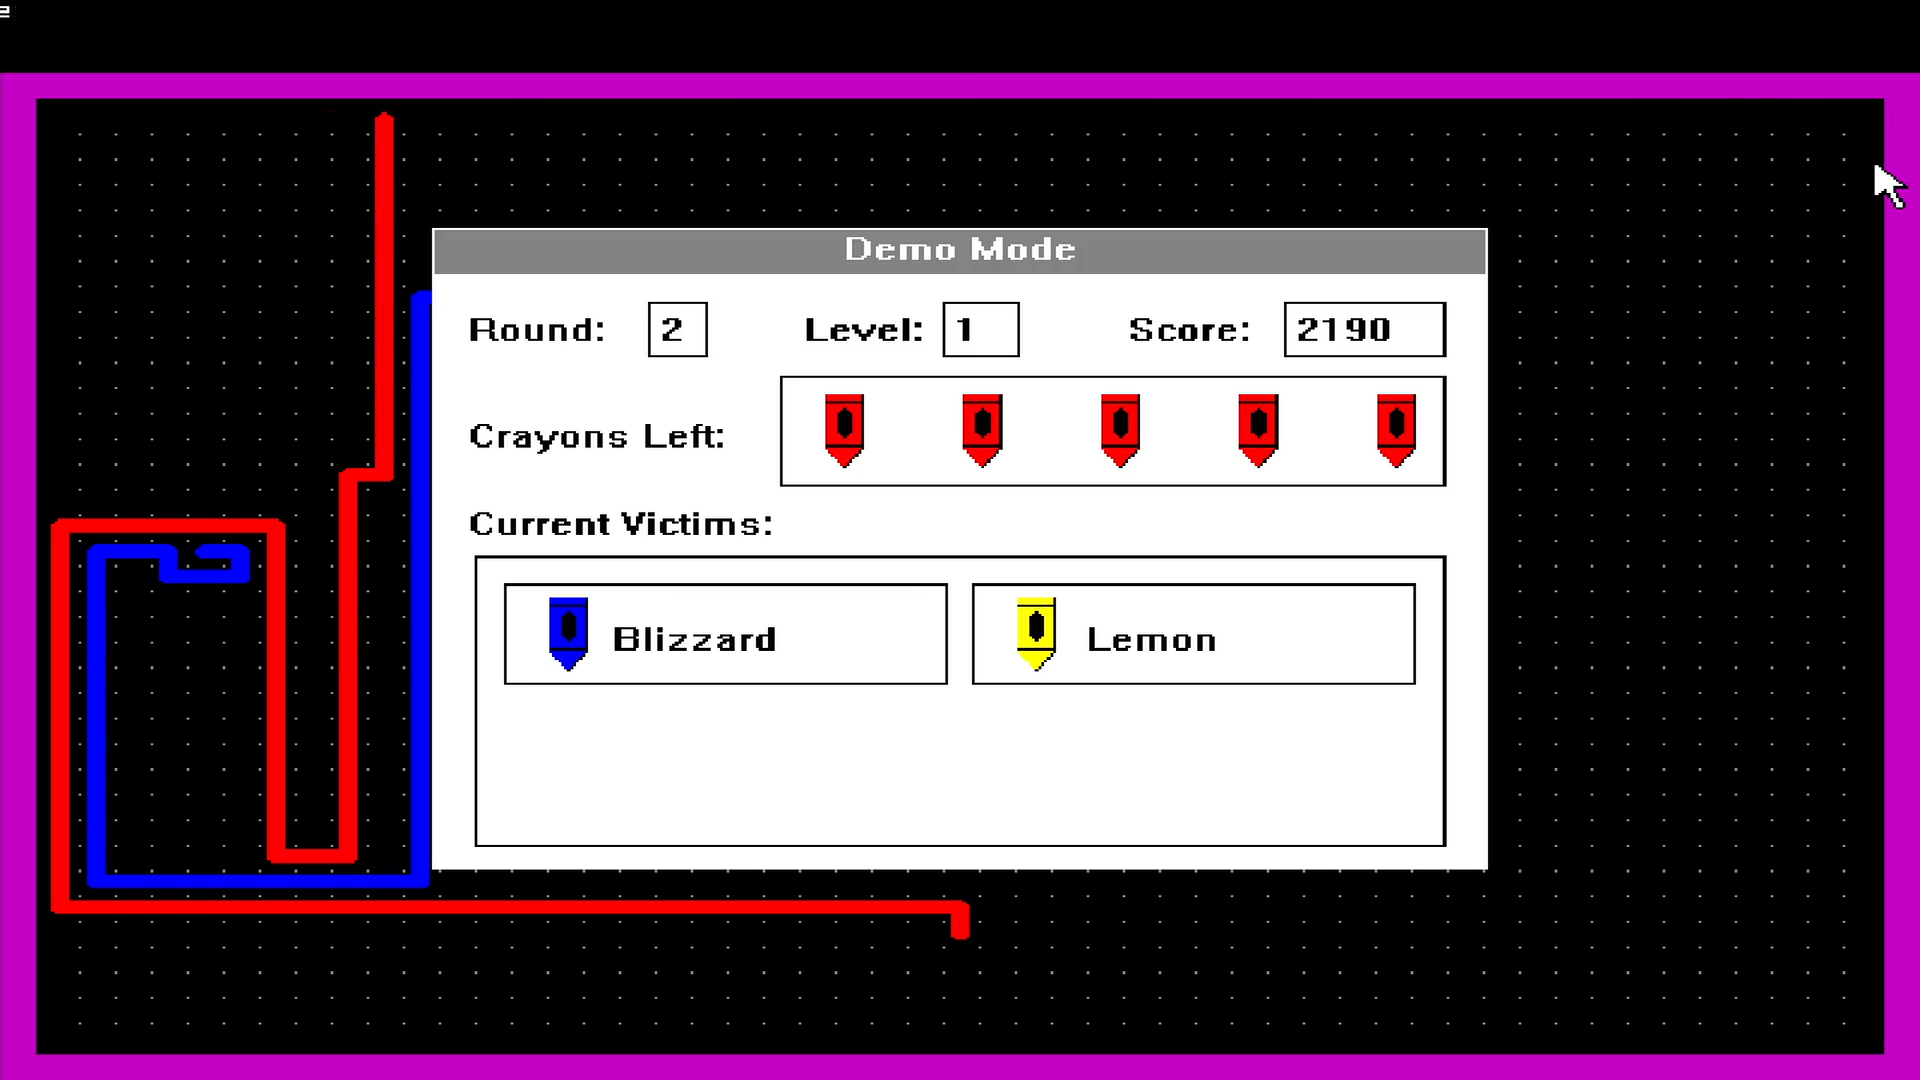 e
Demo Mode
Round: 2 Level: 1 Score: 2190
Crayons Left:
Current Victims:
Blizzard Lemon